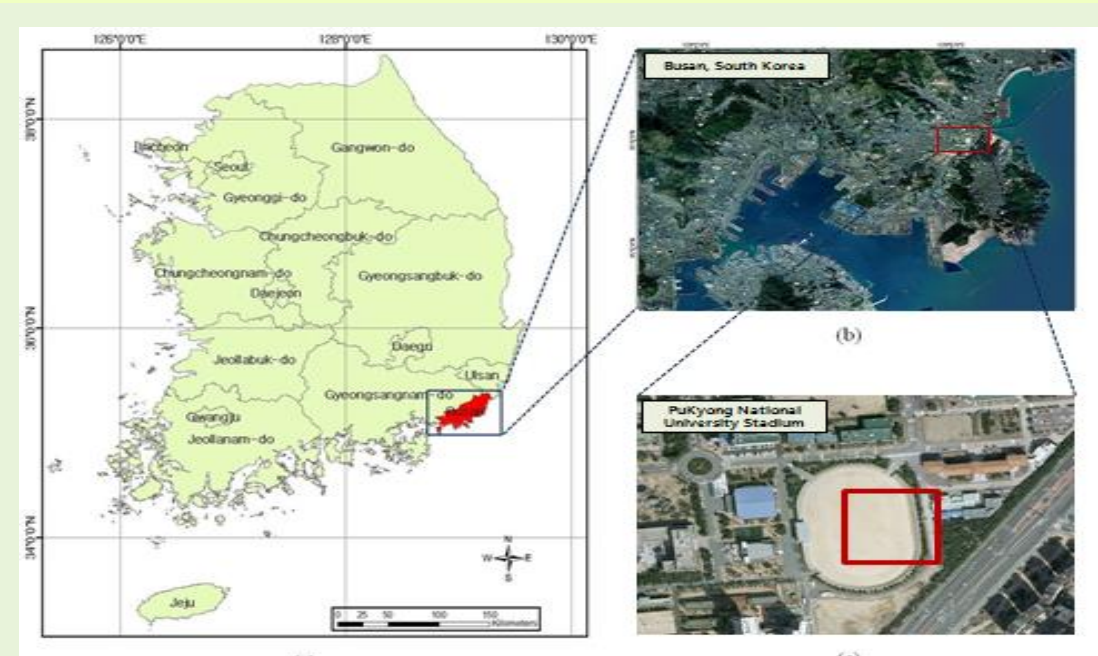 126°0'0"E 128°0'0"E 130°0'0"E
38°0'0"N
36°0'0"N
34°0'0"N
Incheon
Seoul
Gangwon-do
Gyeonggi-do
Chungcheongbuk-do
Chungcheongnam-do
Daejeon
Gyeongsangbuk-do
Jeollabuk-do
Daegu
Ulsan
Gyeongsangnam-do
Gwangju
Jeollanam-do
Jeju
N
W E
S
0 25 50 100 150
Kilometers
Busan, South Korea
(b)
PuKyong National
University Stadium